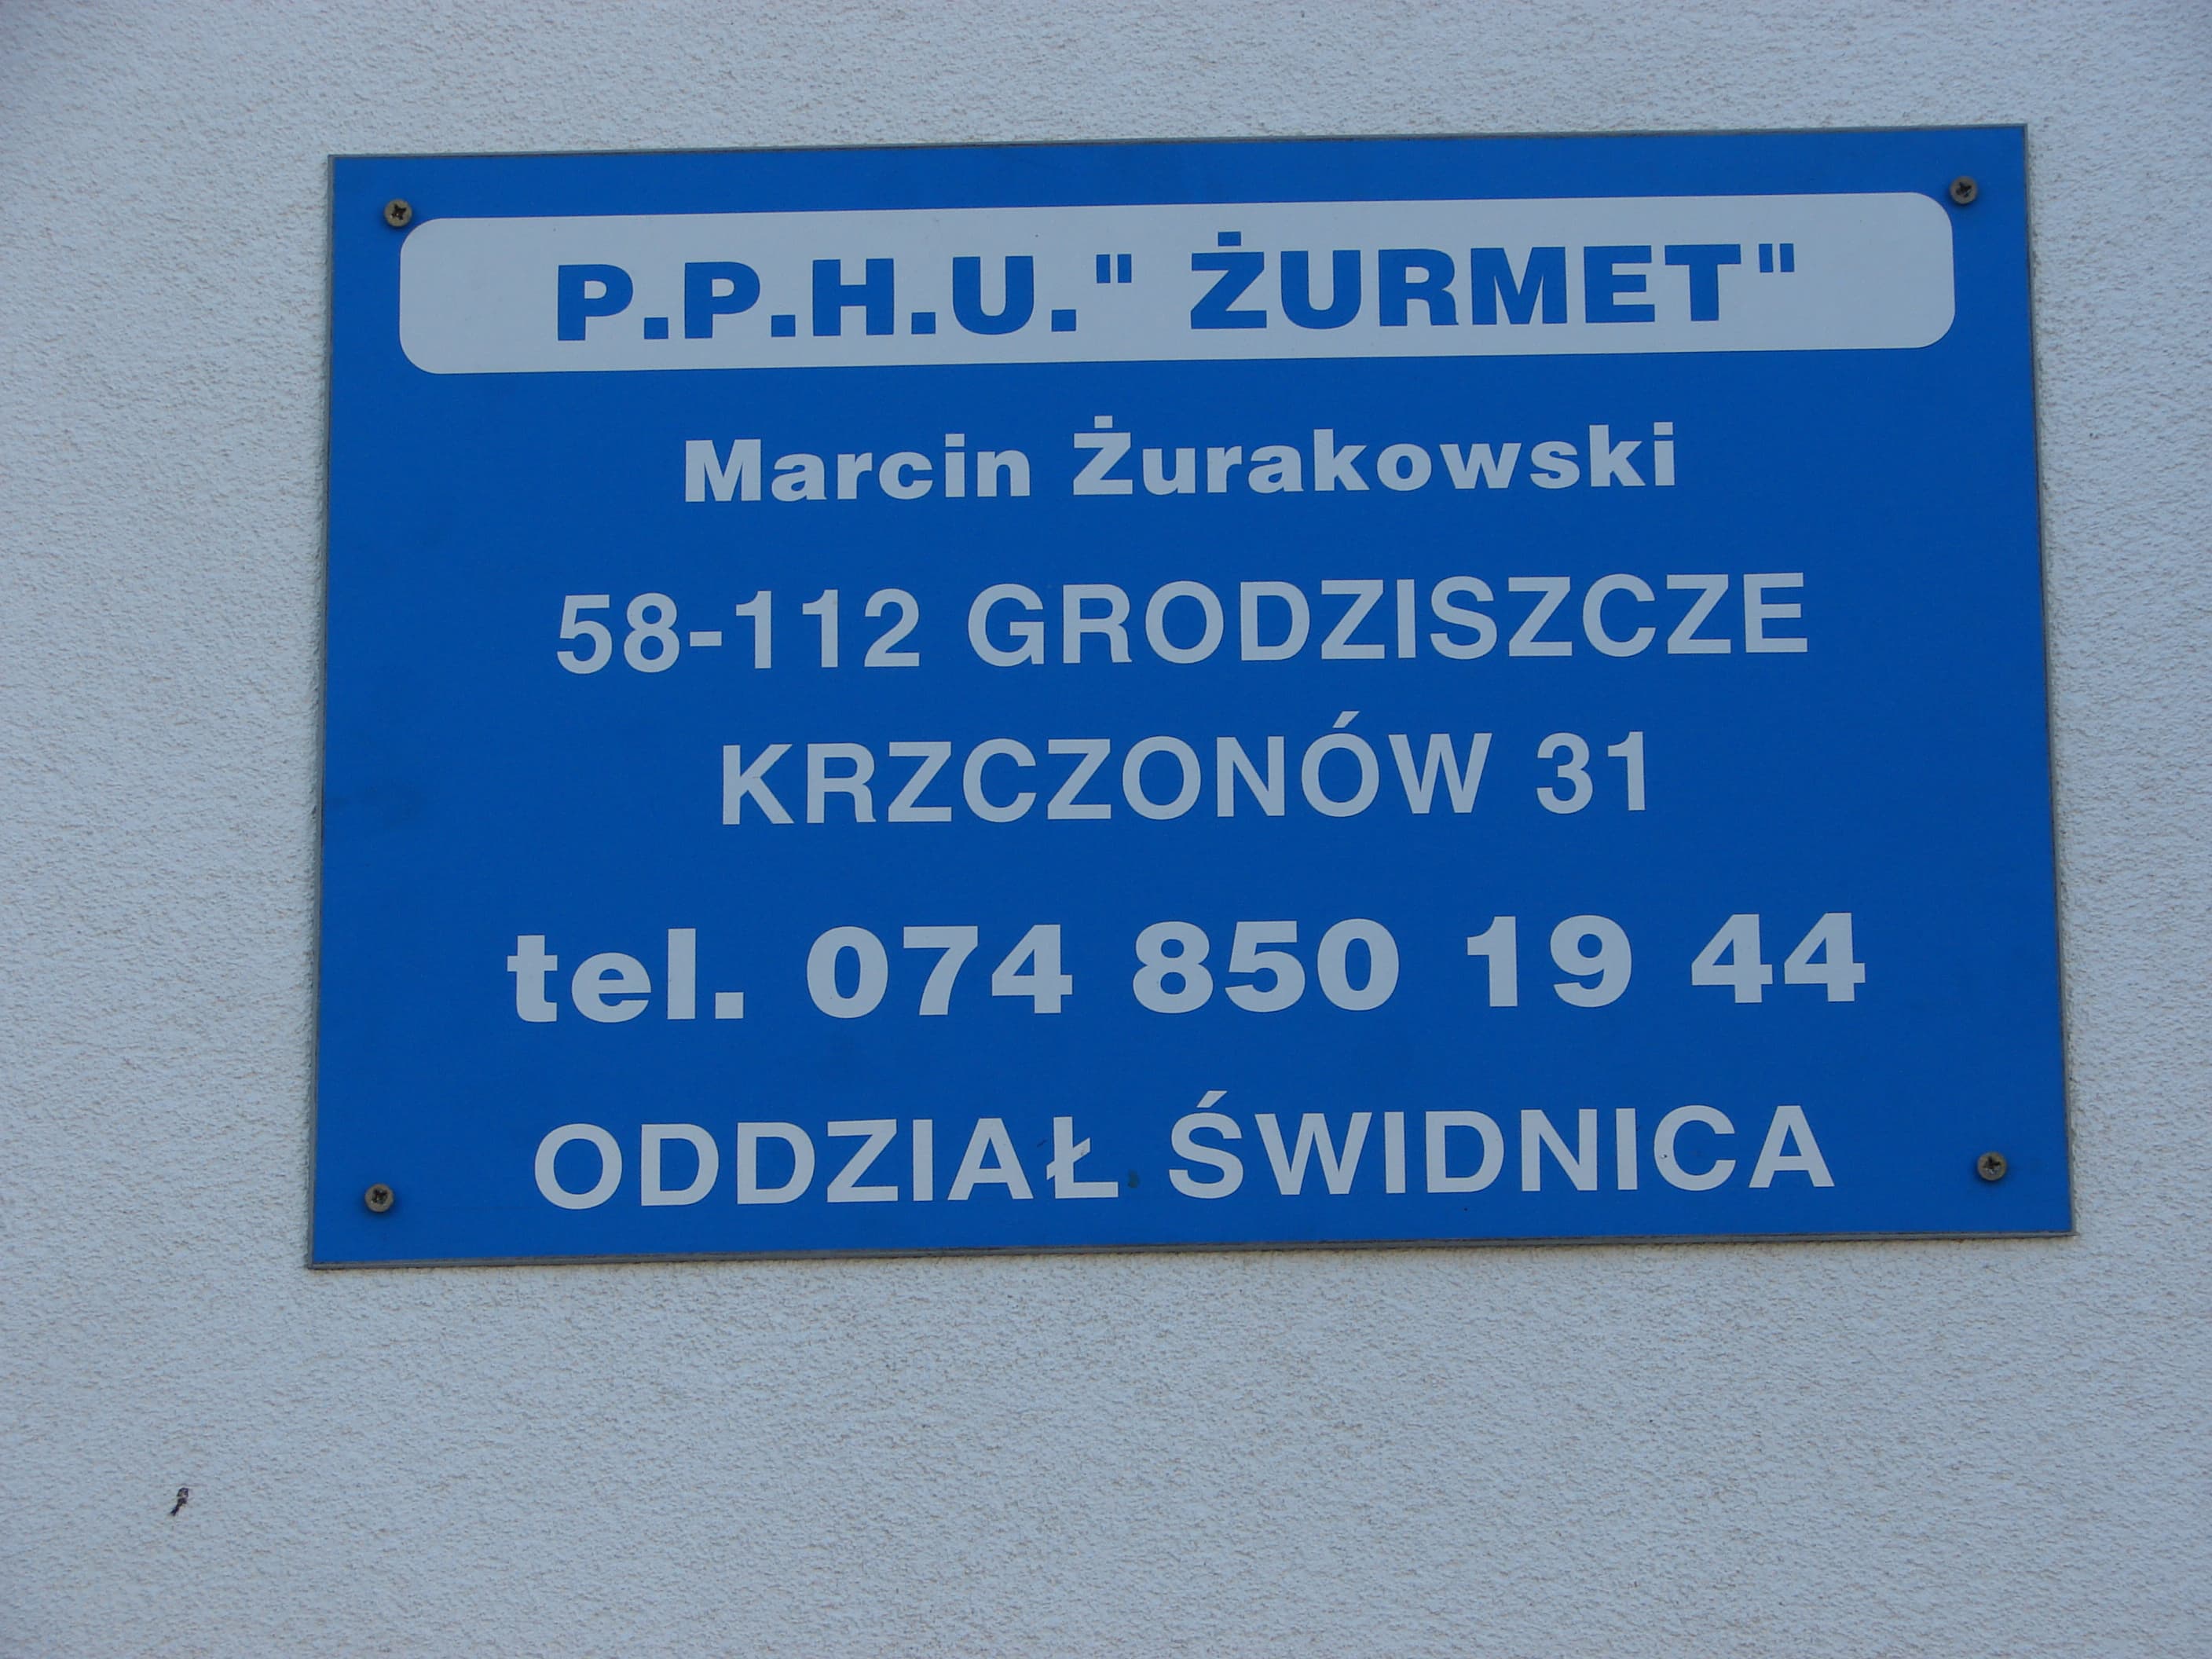 P.P.H.U." ŻURMET"
Marcin Żurakowski
58-112 GRODZISZCZE
KRZCZONÓW 31
tel. 074 850 19 44
ODDZIAŁ ŚWIDNICA